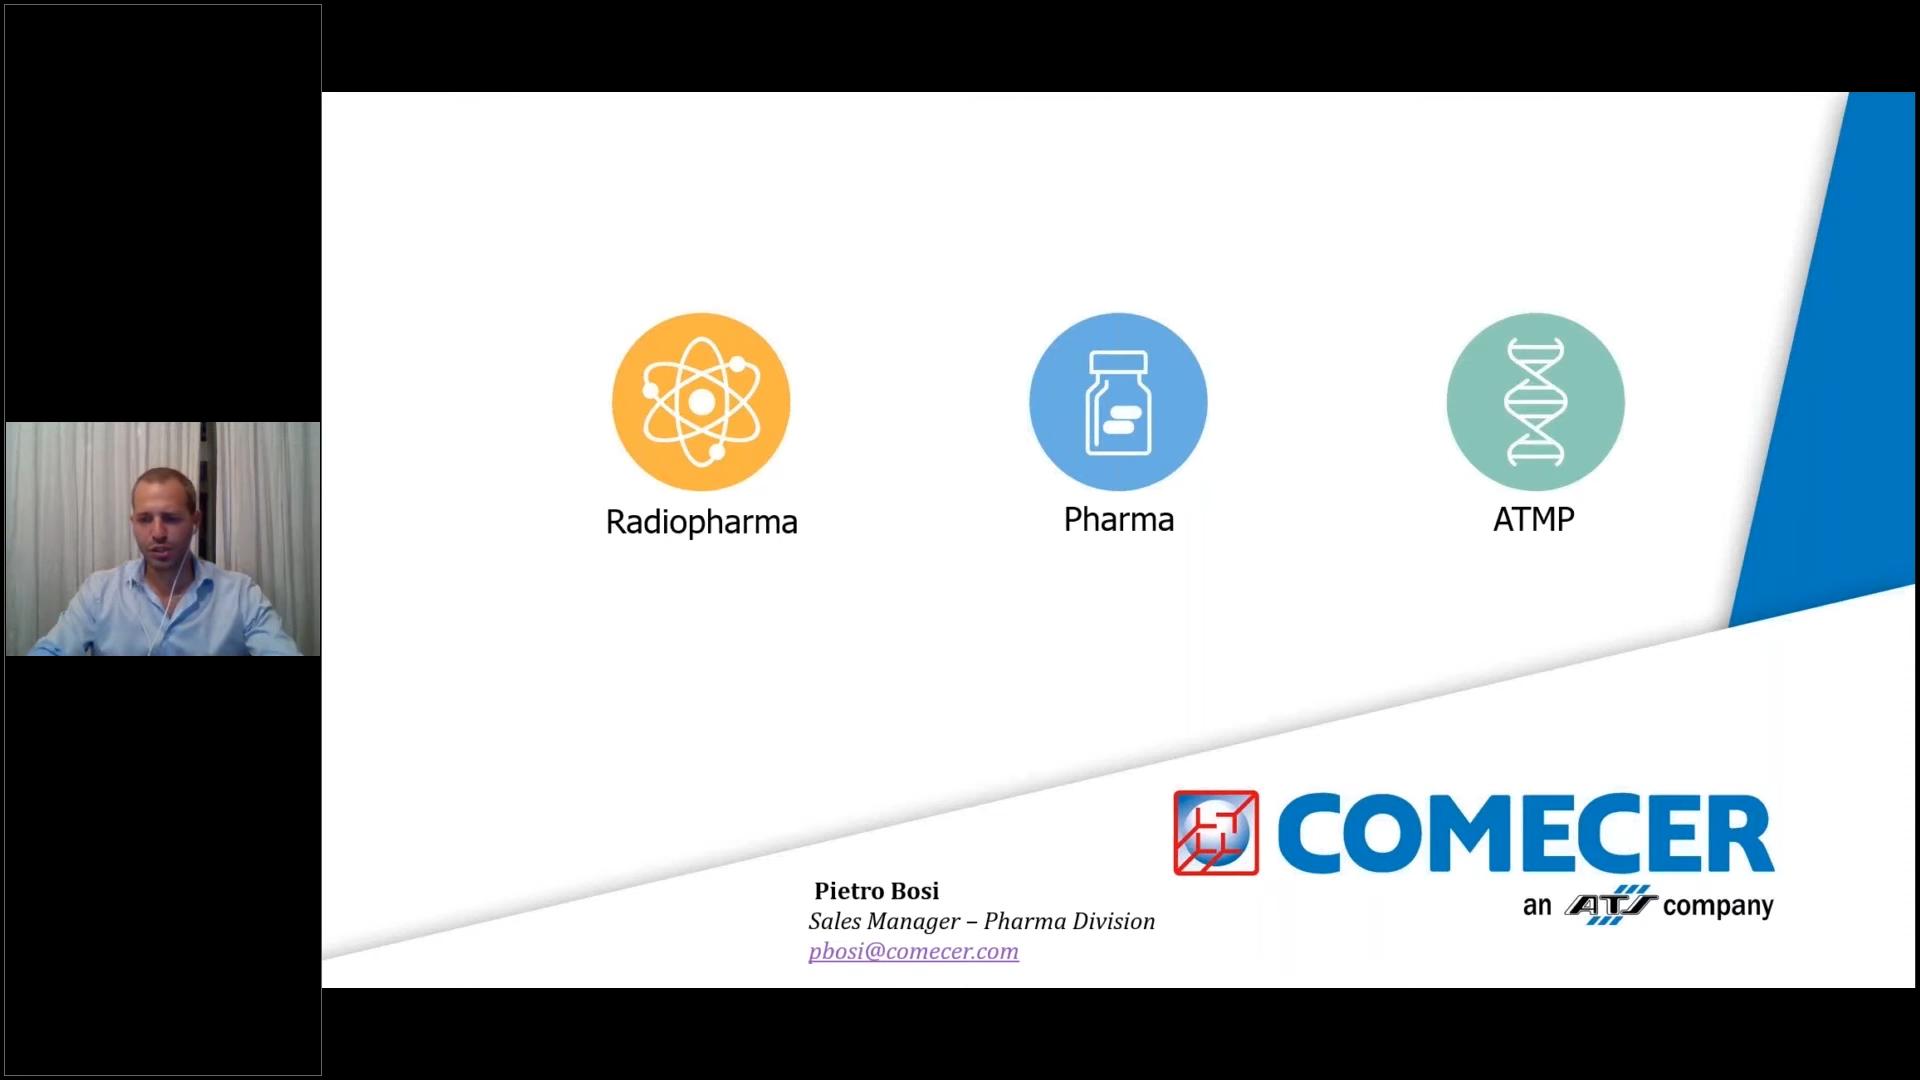 Radiopharma
Pharma
ATMP
COMECER
an ATS company
Pietro Bosi
Sales Manager – Pharma Division
pbosi@comecer.com